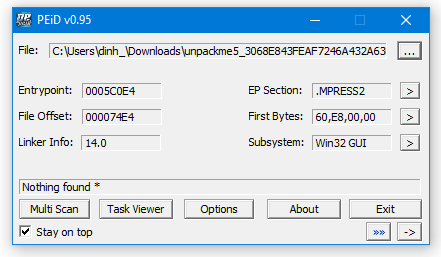 PEiD v0.95
File: C:\Users\dinh_\Downloads\unpackme5_3068E843FEAF7246A432A63 ...
Entrypoint: 0005C0E4 EP Section: .MPRESS2 >
File Offset: 000074E4 First Bytes: 60,E8,00,00 >
Linker Info: 14.0 Subsystem: Win32 GUI >
Nothing found *
Multi Scan Task Viewer Options About Exit
Stay on top »» ->